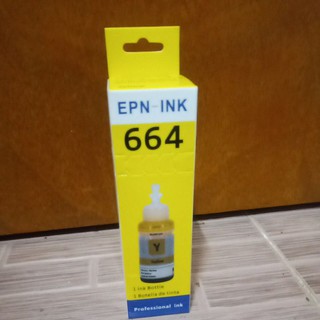 EPN-INK
664
Y
1 Ink Bottle
1 Botella de tinta
Professional Ink